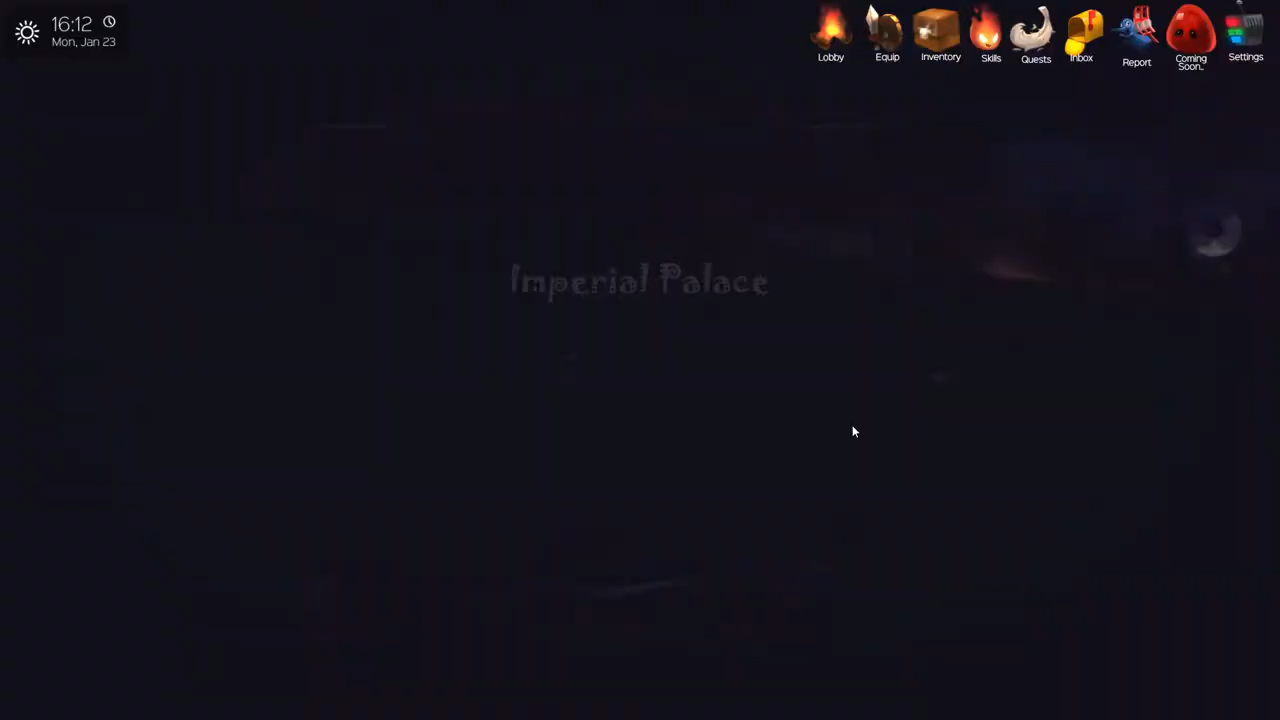 16:12
Mon, Jan 23
Lobby
Equip
Inventory
Skills
Quests
Inbox
Report
Coming
Soon..
Settings
Imperial Palace